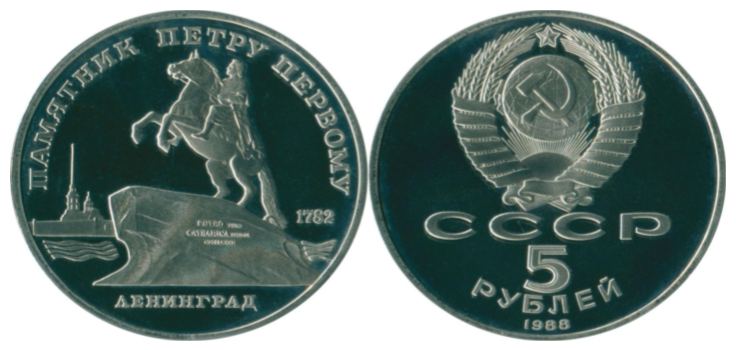 ПАМЯТНИК ПЕТРУ ПЕРВОМУ
1782
ЛЕНИНГРАД
СССР
5
РУБЛЕЙ
1988